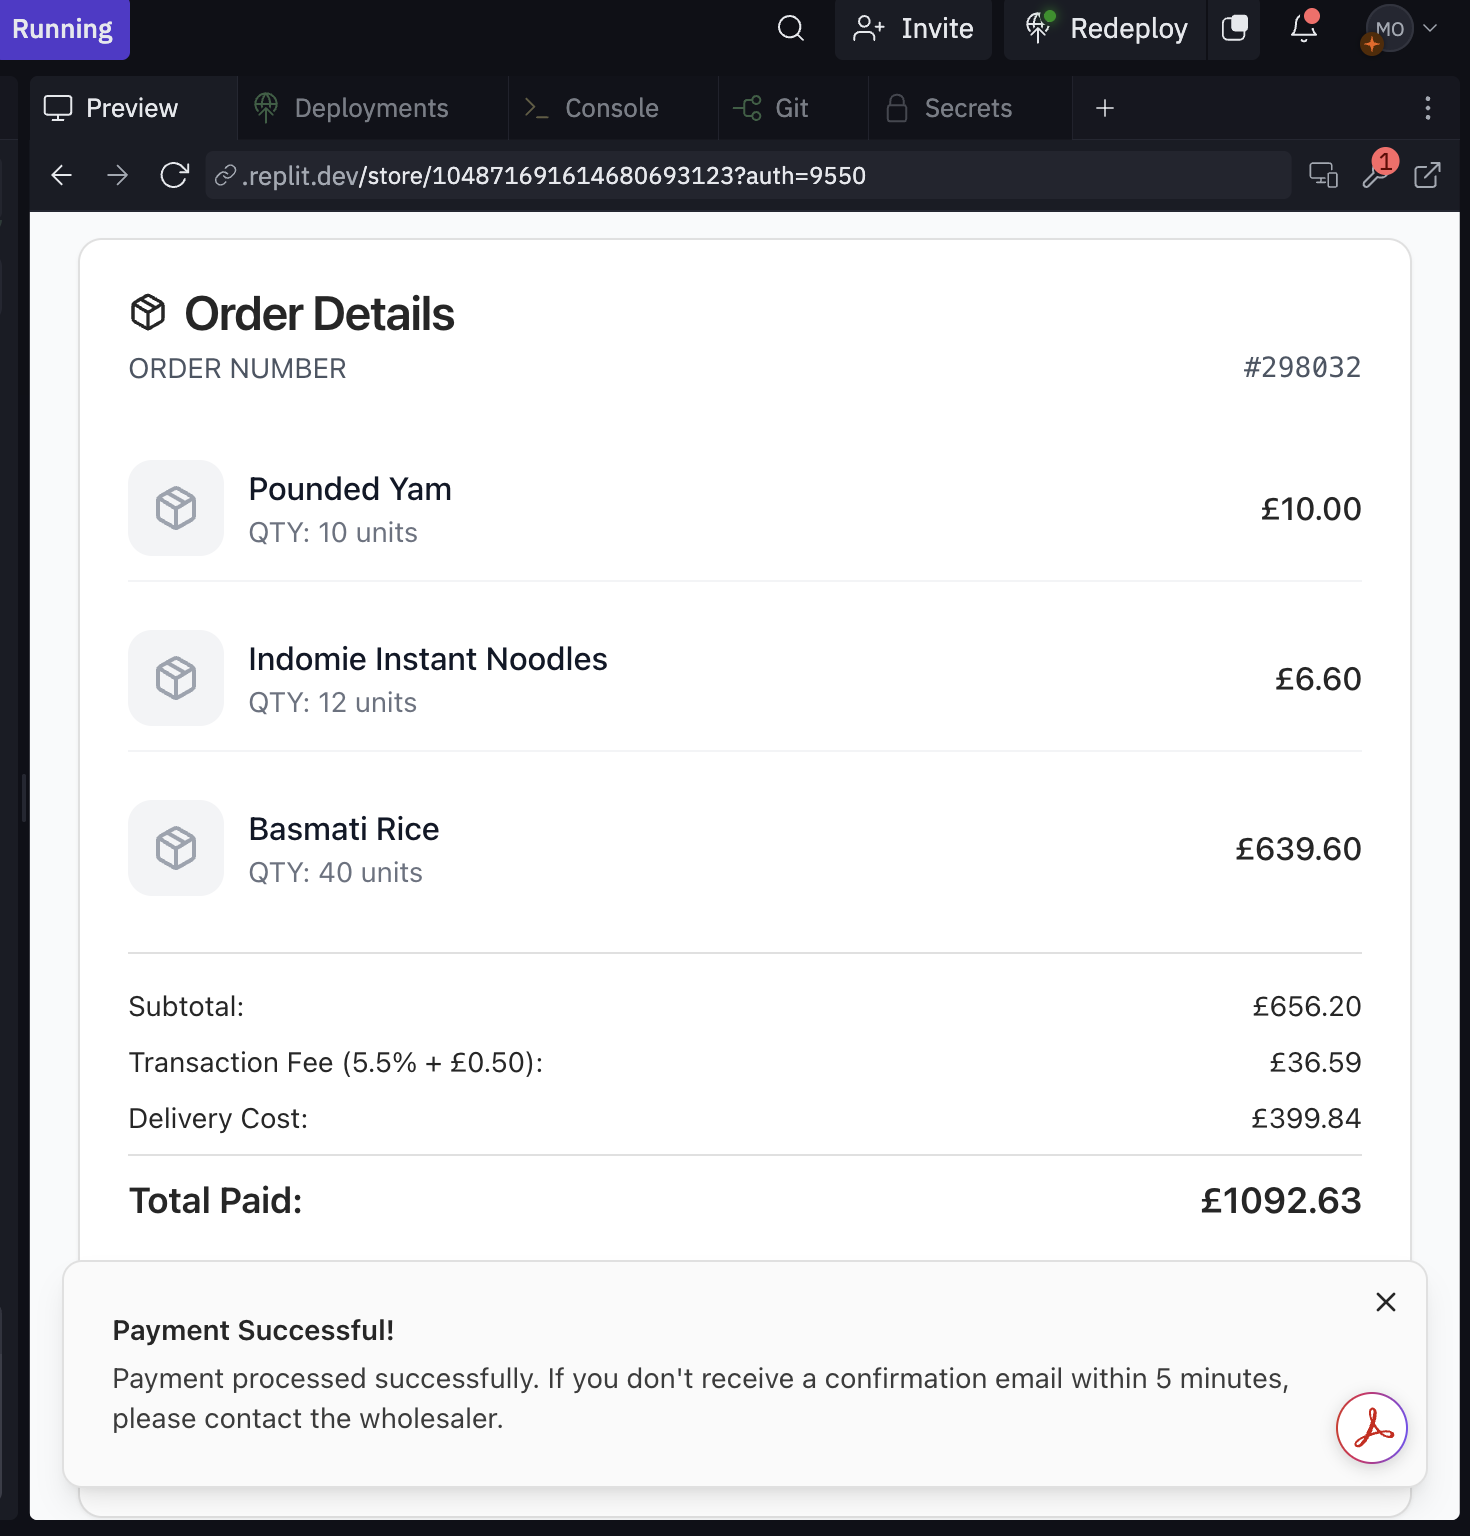 Running
Invite
Redeploy
MO
Preview
Deployments
Console
Git
Secrets
.replit.dev/store/104871691614680693123?auth=9550
1
Order Details
ORDER NUMBER
#298032
Pounded Yam
QTY: 10 units
£10.00
Indomie Instant Noodles
QTY: 12 units
£6.60
Basmati Rice
QTY: 40 units
£639.60
Subtotal:
£656.20
Transaction Fee (5.5% + £0.50):
£36.59
Delivery Cost:
£399.84
Total Paid:
£1092.63
Payment Successful!
Payment processed successfully. If you don't receive a confirmation email within 5 minutes,
please contact the wholesaler.